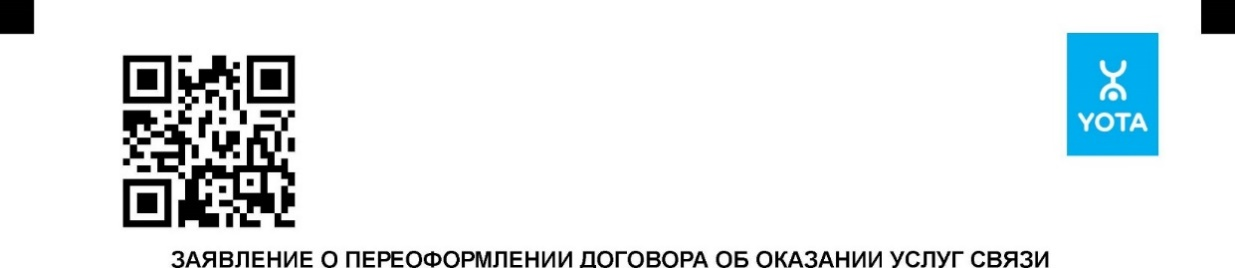 YOTA
ЗАЯВЛЕНИЕ О ПЕРЕОФОРМЛЕНИИ ДОГОВОРА ОБ ОКАЗАНИИ УСЛУГ СВЯЗИ